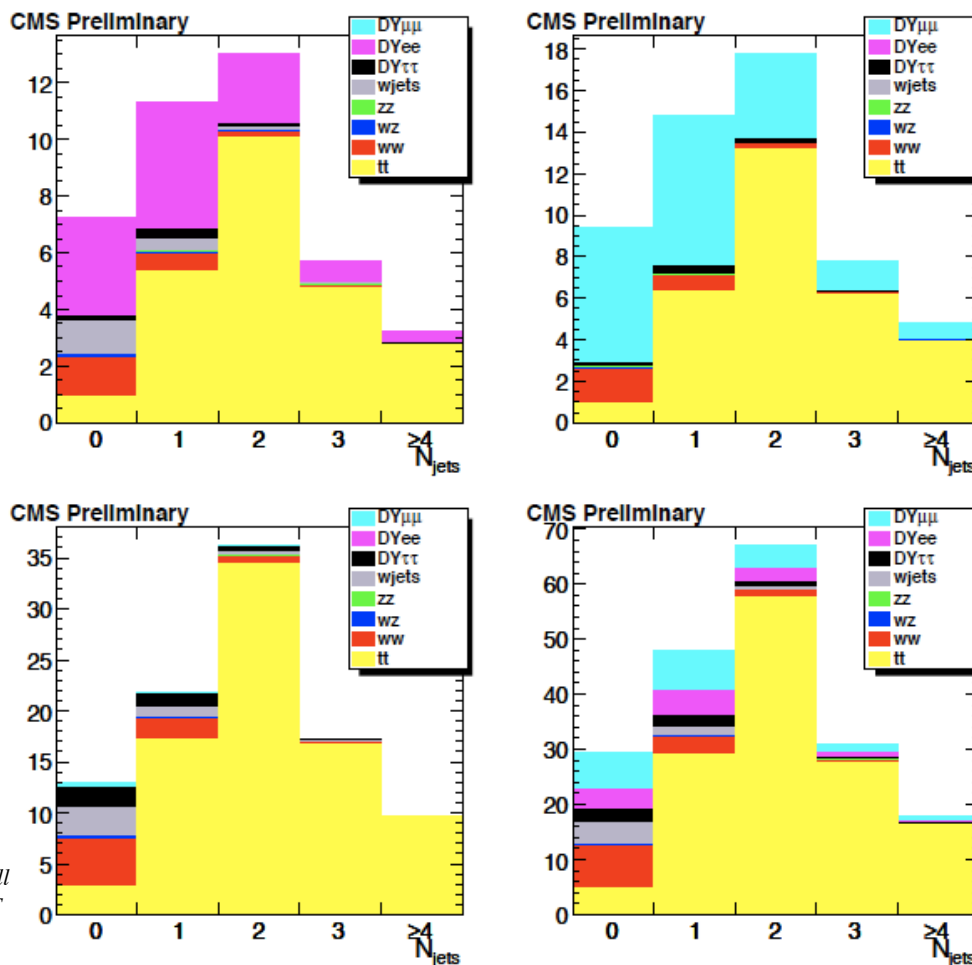 CMS Preliminary
DYμμ
DYee
DYττ
wjets
zz
wz
ww
tt
12
10
8
6
4
2
0
0 1 2 3 ≥4
N_jets
CMS Preliminary
DYμμ
DYee
DYττ
wjets
zz
wz
ww
tt
18
16
14
12
10
8
6
4
2
0
0 1 2 3 ≥4
N_jets
CMS Preliminary
DYμμ
DYee
DYττ
wjets
zz
wz
ww
tt
35
30
25
20
15
10
5
0
0 1 2 3 ≥4
N_jets
CMS Preliminary
DYμμ
DYee
DYττ
wjets
zz
wz
ww
tt
70
60
50
40
30
20
10
0
0 1 2 3 ≥4
N_jets